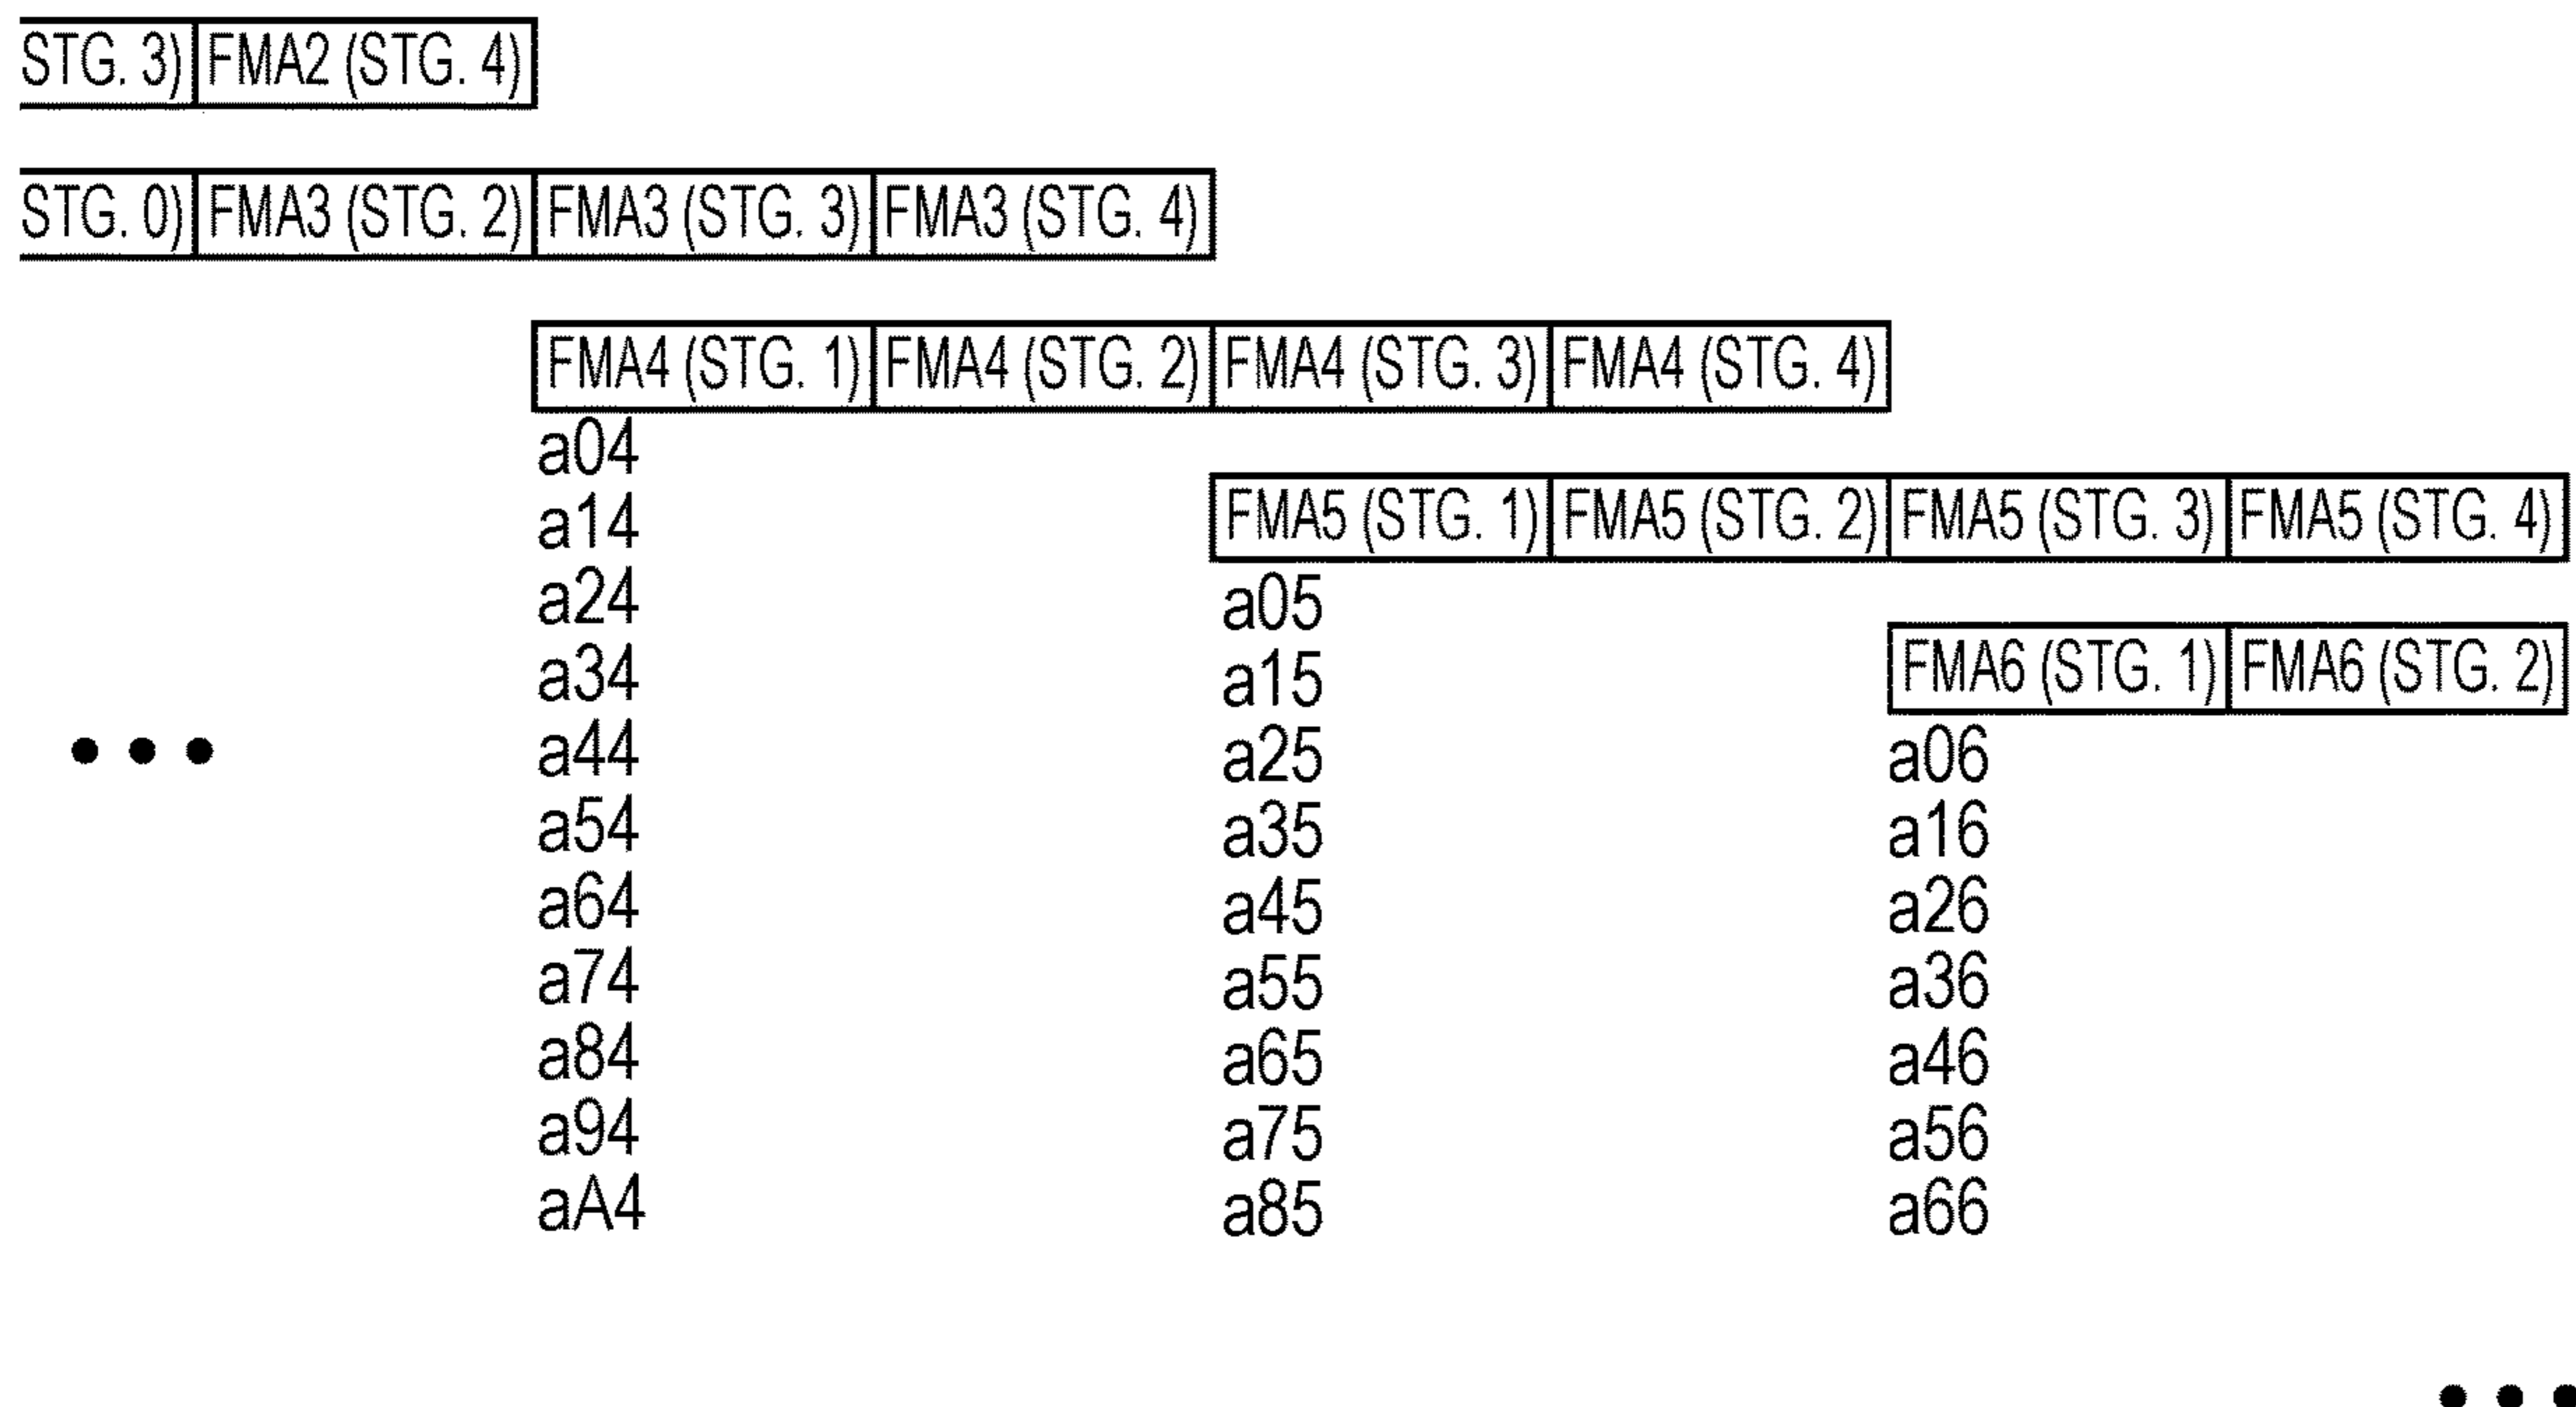 STG. 3) FMA2 (STG. 4)
STG. 0) FMA3 (STG. 2) FMA3 (STG. 3) FMA3 (STG. 4)
FMA4 (STG. 1) FMA4 (STG. 2) FMA4 (STG. 3) FMA4 (STG. 4)
a04
a14
a24
a34
a44
a54
a64
a74
a84
a94
aA4
FMA5 (STG. 1) FMA5 (STG. 2) FMA5 (STG. 3) FMA5 (STG. 4)
a05
a15
a25
a35
a45
a55
a65
a75
a85
FMA6 (STG. 1) FMA6 (STG. 2)
a06
a16
a26
a36
a46
a56
a66